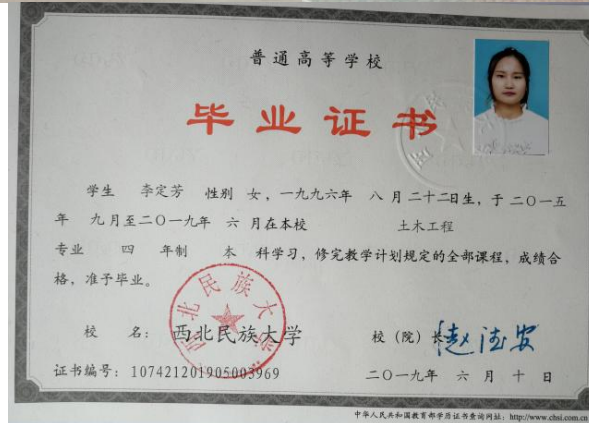 普通高等学校
毕业证书
学生 李定芳 性别 女，一九九六年 八 月二十二日生，于二〇一五
年 九月至二〇一九年 六 月在本校 土木工程
专业 四 年制 本 科学习，修完教学计划规定的全部课程，成绩合
格，准予毕业。
校 名： 西北民族大学
西北民族大学
校（院）长：
证书编号： 107421201905003969
二〇一九年 六 月 十 日
中华人民共和国教育部学历证书查询网址：http://www.chsi.com.cn